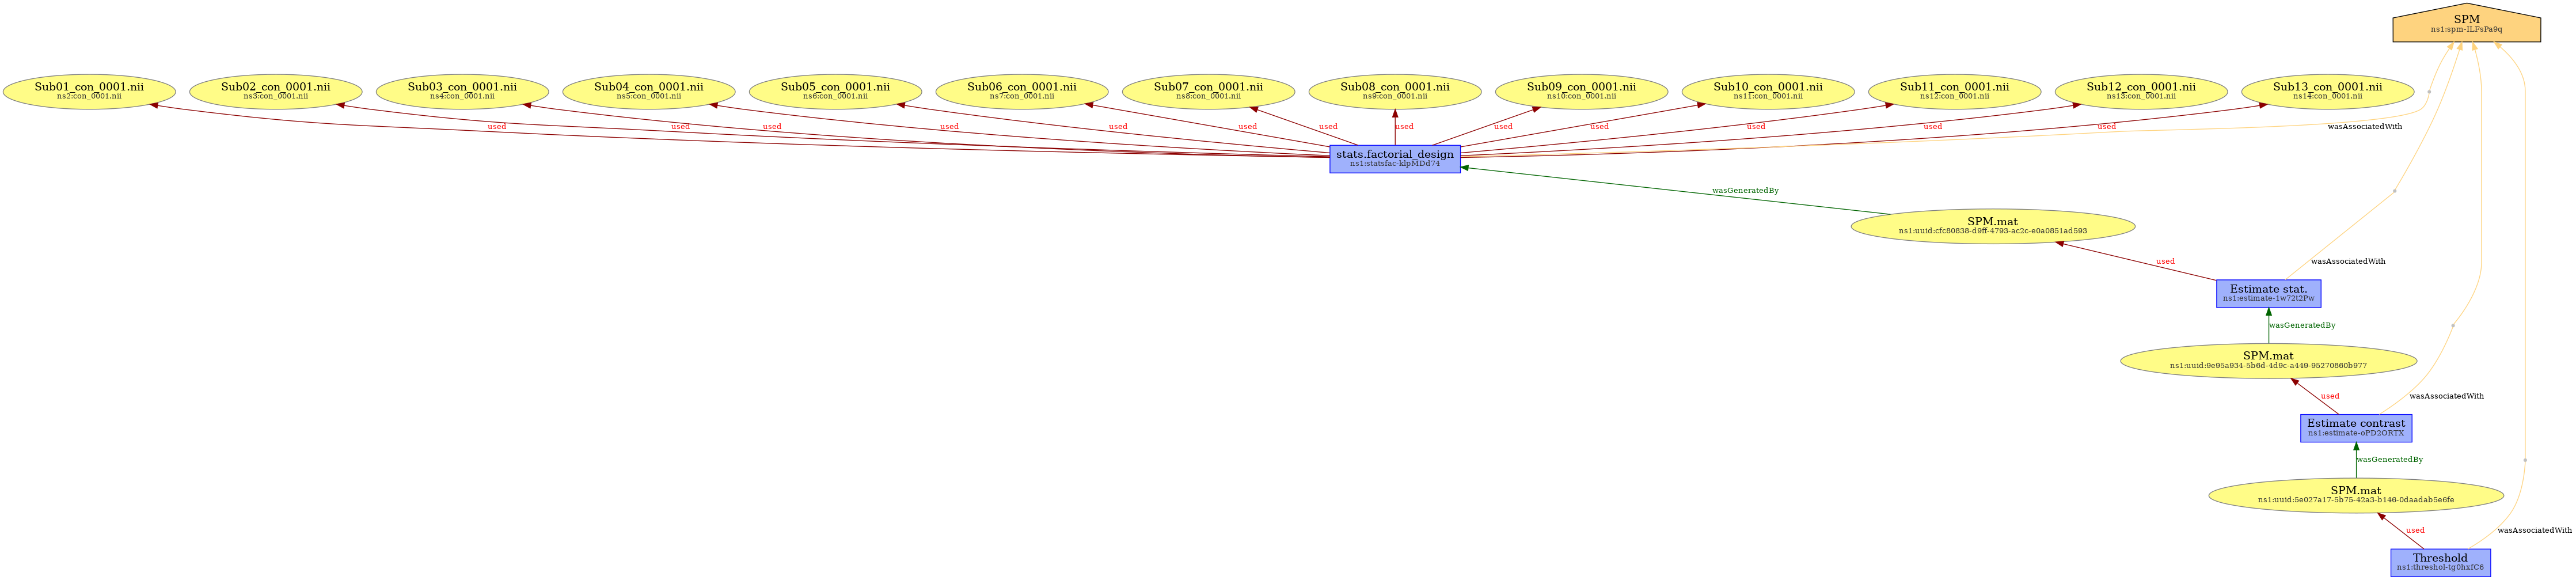 SPM
ns1:spm-ILFsPa9q
Sub01_con_0001.nii
ns2:con_0001.nii
Sub02_con_0001.nii
ns3:con_0001.nii
Sub03_con_0001.nii
ns4:con_0001.nii
Sub04_con_0001.nii
ns5:con_0001.nii
Sub05_con_0001.nii
ns6:con_0001.nii
Sub06_con_0001.nii
ns7:con_0001.nii
Sub07_con_0001.nii
ns8:con_0001.nii
Sub08_con_0001.nii
ns9:con_0001.nii
Sub09_con_0001.nii
ns10:con_0001.nii
Sub10_con_0001.nii
ns11:con_0001.nii
Sub11_con_0001.nii
ns12:con_0001.nii
Sub12_con_0001.nii
ns13:con_0001.nii
Sub13_con_0001.nii
ns14:con_0001.nii
used
used
used
used
used
used
used
used
used
used
used
used
used
wasAssociatedWith
stats.factorial_design
ns1:statsfac-klpMDd74
wasGeneratedBy
SPM.mat
ns1:uuid:cfc80838-d9ff-4793-ac2c-e0a0851ad593
used
wasAssociatedWith
Estimate stat.
ns1:estimate-1w72t2Pw
wasGeneratedBy
SPM.mat
ns1:uuid:9e95a934-5b6d-4d9c-a449-95270860b977
used
wasAssociatedWith
Estimate contrast
ns1:estimate-oPD2ORTX
wasGeneratedBy
SPM.mat
ns1:uuid:5e027a17-5b75-42a3-b146-0daadab5e6fe
used
wasAssociatedWith
Threshold
ns1:threshol-tg0hxfC6